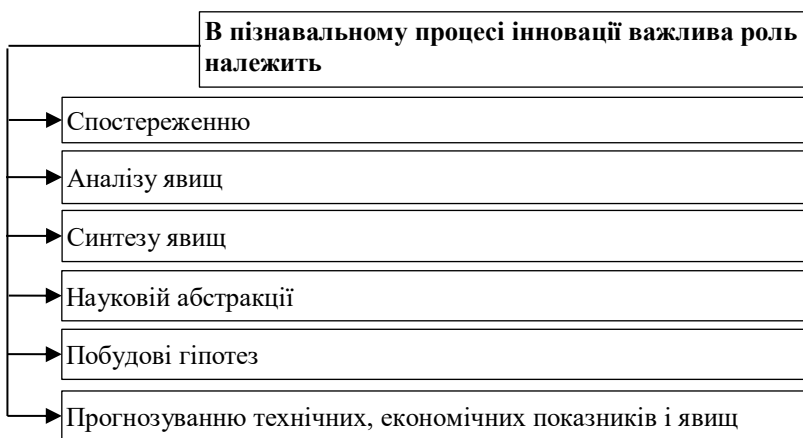 В пізнавальному процесі інновації важлива роль
належить
Спостереженню
Аналізу явищ
Синтезу явищ
Науковій абстракції
Побудові гіпотез
Прогнозуванню технічних, економічних показників і явищ